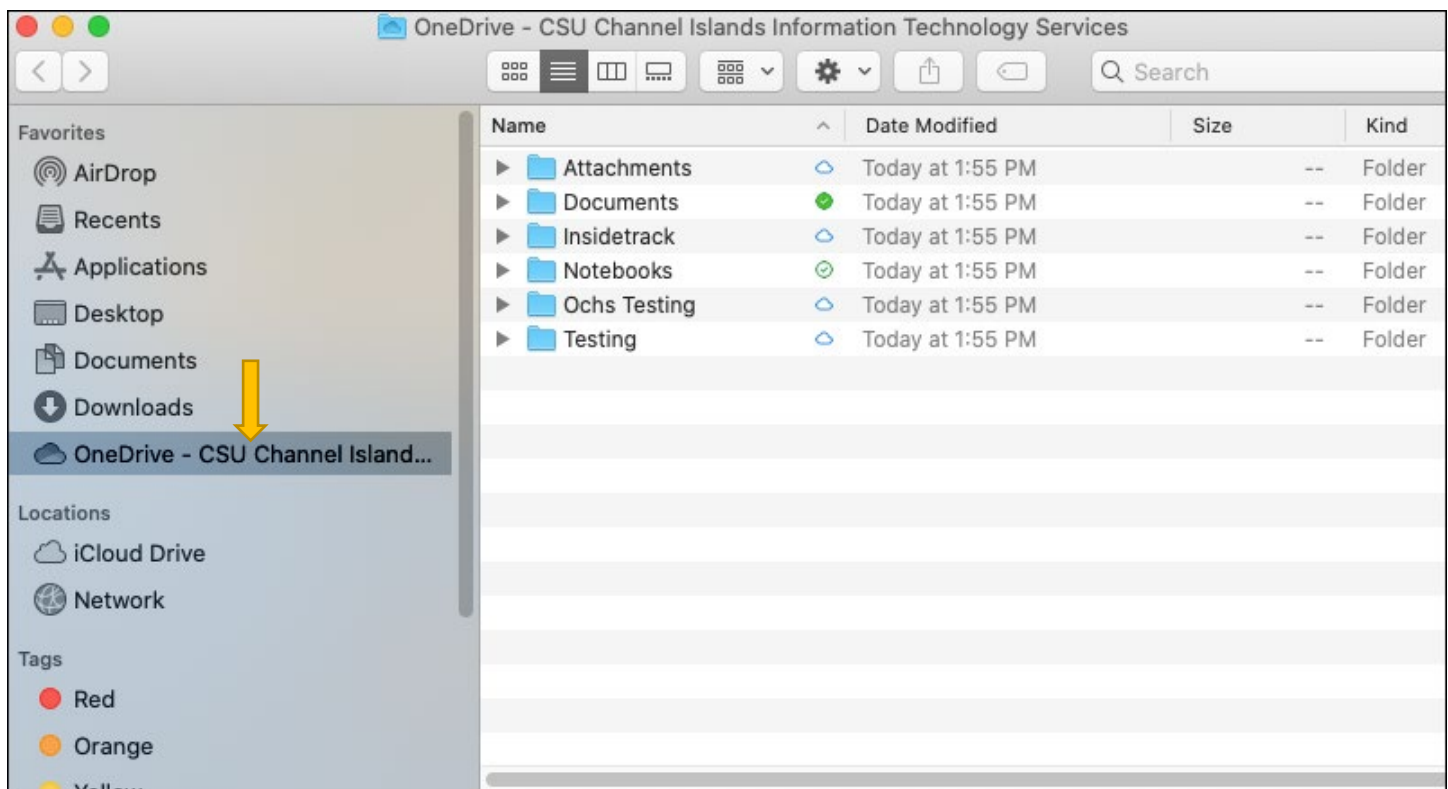 OneDrive - CSU Channel Islands Information Technology Services
Search
Favorites
AirDrop
Recents
Applications
Desktop
Documents
Downloads
OneDrive - CSU Channel Island...
Locations
iCloud Drive
Network
Tags
Red
Orange
Yellow
Name Date Modified Size Kind
Attachments Today at 1:55 PM -- Folder
Documents Today at 1:55 PM -- Folder
Insidetrack Today at 1:55 PM -- Folder
Notebooks Today at 1:55 PM -- Folder
Ochs Testing Today at 1:55 PM -- Folder
Testing Today at 1:55 PM -- Folder